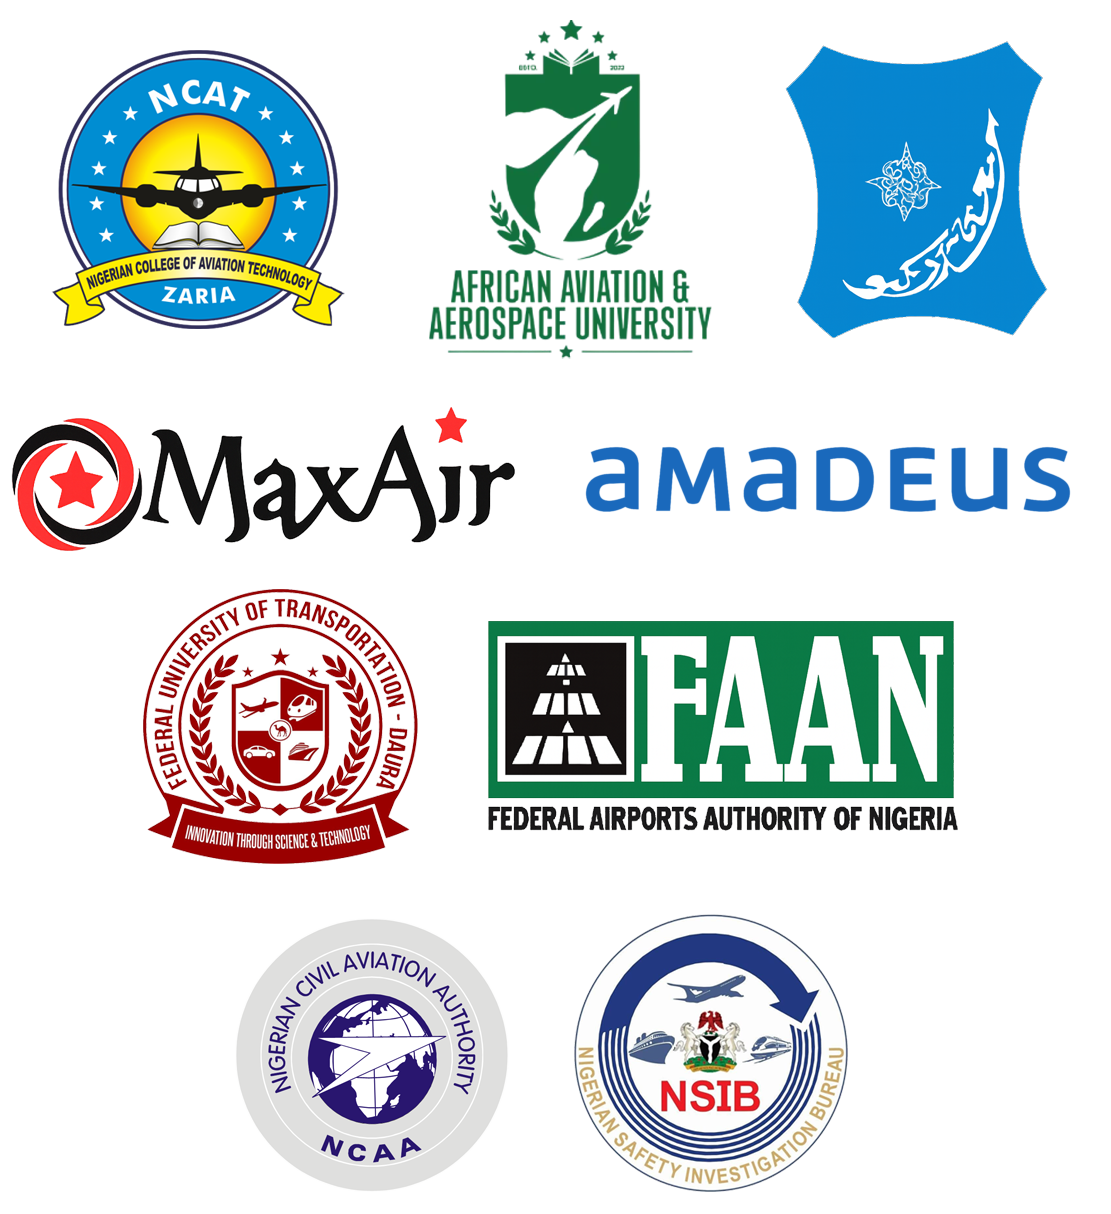 NCAT
NIGERIAN COLLEGE OF AVIATION TECHNOLOGY
ZARIA
ESTD. 2022
AFRICAN AVIATION &
AEROSPACE UNIVERSITY
MaxAir
amadeus
FEDERAL UNIVERSITY OF TRANSPORTATION - DAURA
INNOVATION THROUGH SCIENCE & TECHNOLOGY
FAAN
FEDERAL AIRPORTS AUTHORITY OF NIGERIA
NIGERIAN CIVIL AVIATION AUTHORITY
NCAA
NSIB
NIGERIAN SAFETY INVESTIGATION BUREAU